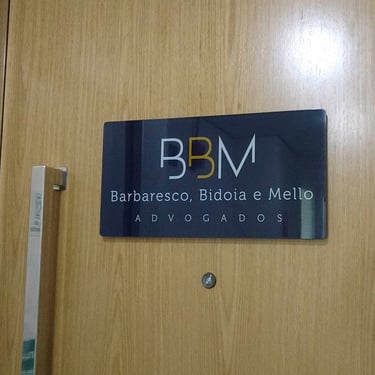 BBM
Barbaresco, Bidoia e Mello
ADVOGADOS